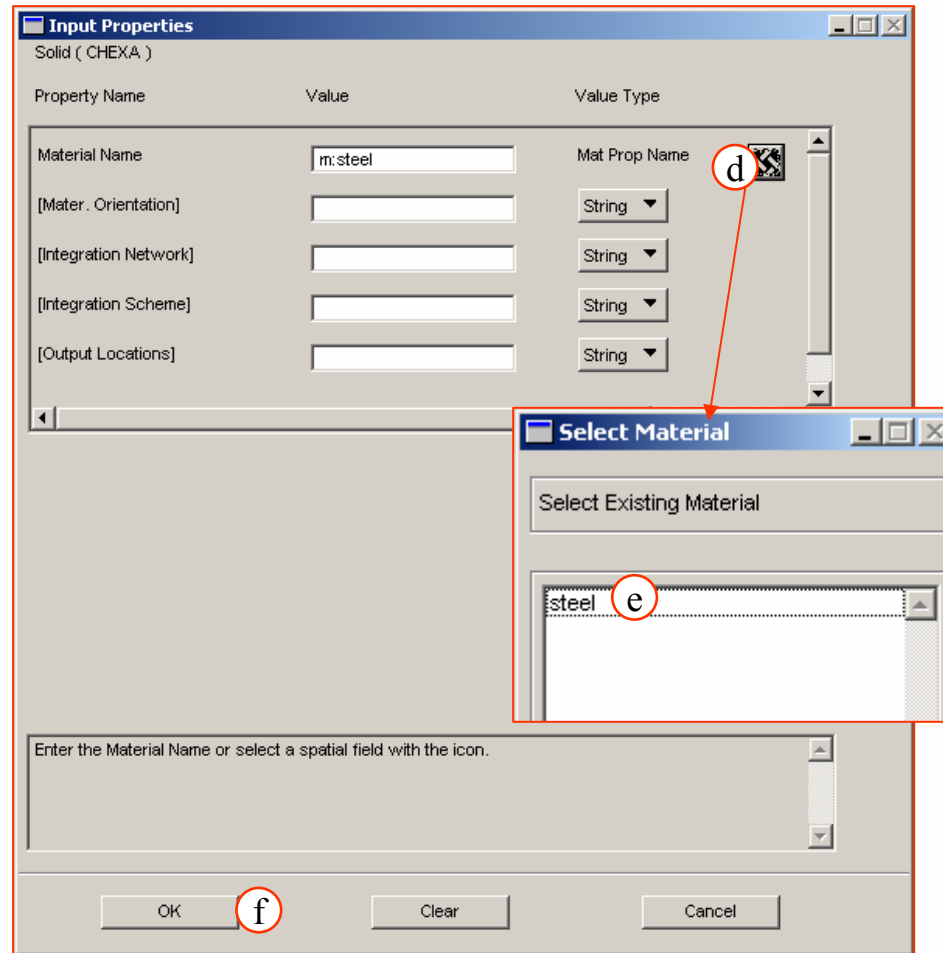 Input Properties
Solid ( CHEXA )
Property Name Value Value Type
Material Name m:steel Mat Prop Name d
[Mater. Orientation] String
[Integration Network] String
[Integration Scheme] String
[Output Locations] String
Select Material
Select Existing Material
steel e
Enter the Material Name or select a spatial field with the icon.
OK f Clear Cancel